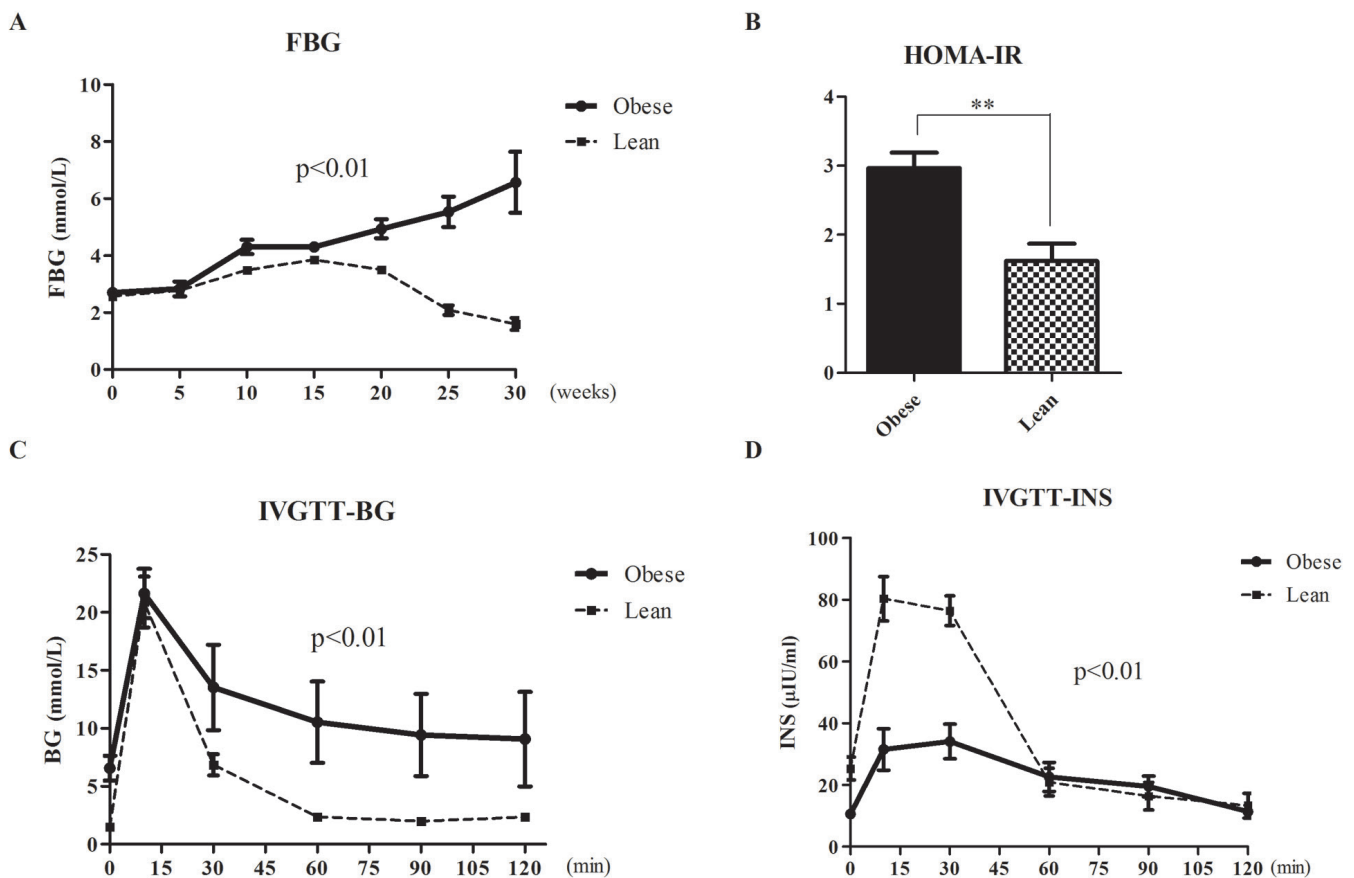 A
FBG
10
8
6
4
2
0
FBG (mmol/L)
0 5 10 15 20 25 30 (weeks)
p<0.01
Obese
Lean
B
HOMA-IR
**
4
3
2
1
0
Obese
Lean
C
IVGTT-BG
25
20
15
10
5
0
BG (mmol/L)
0 15 30 45 60 75 90 105 120 (min)
p<0.01
Obese
Lean
D
IVGTT-INS
100
80
60
40
20
0
INS (μIU/ml)
0 15 30 45 60 75 90 105 120 (min)
p<0.01
Obese
Lean